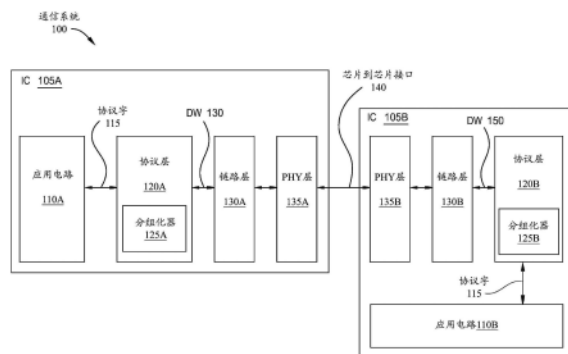 通信系统
100
IC 105A
协议字
115
DW 130
应用电路
110A
协议层
120A
分组化器
125A
链路层
130A
PHY层
135A
芯片到芯片接口
140
IC 105B
DW 150
PHY层
135B
链路层
130B
协议层
120B
分组化器
125B
协议字
115
应用电路110B